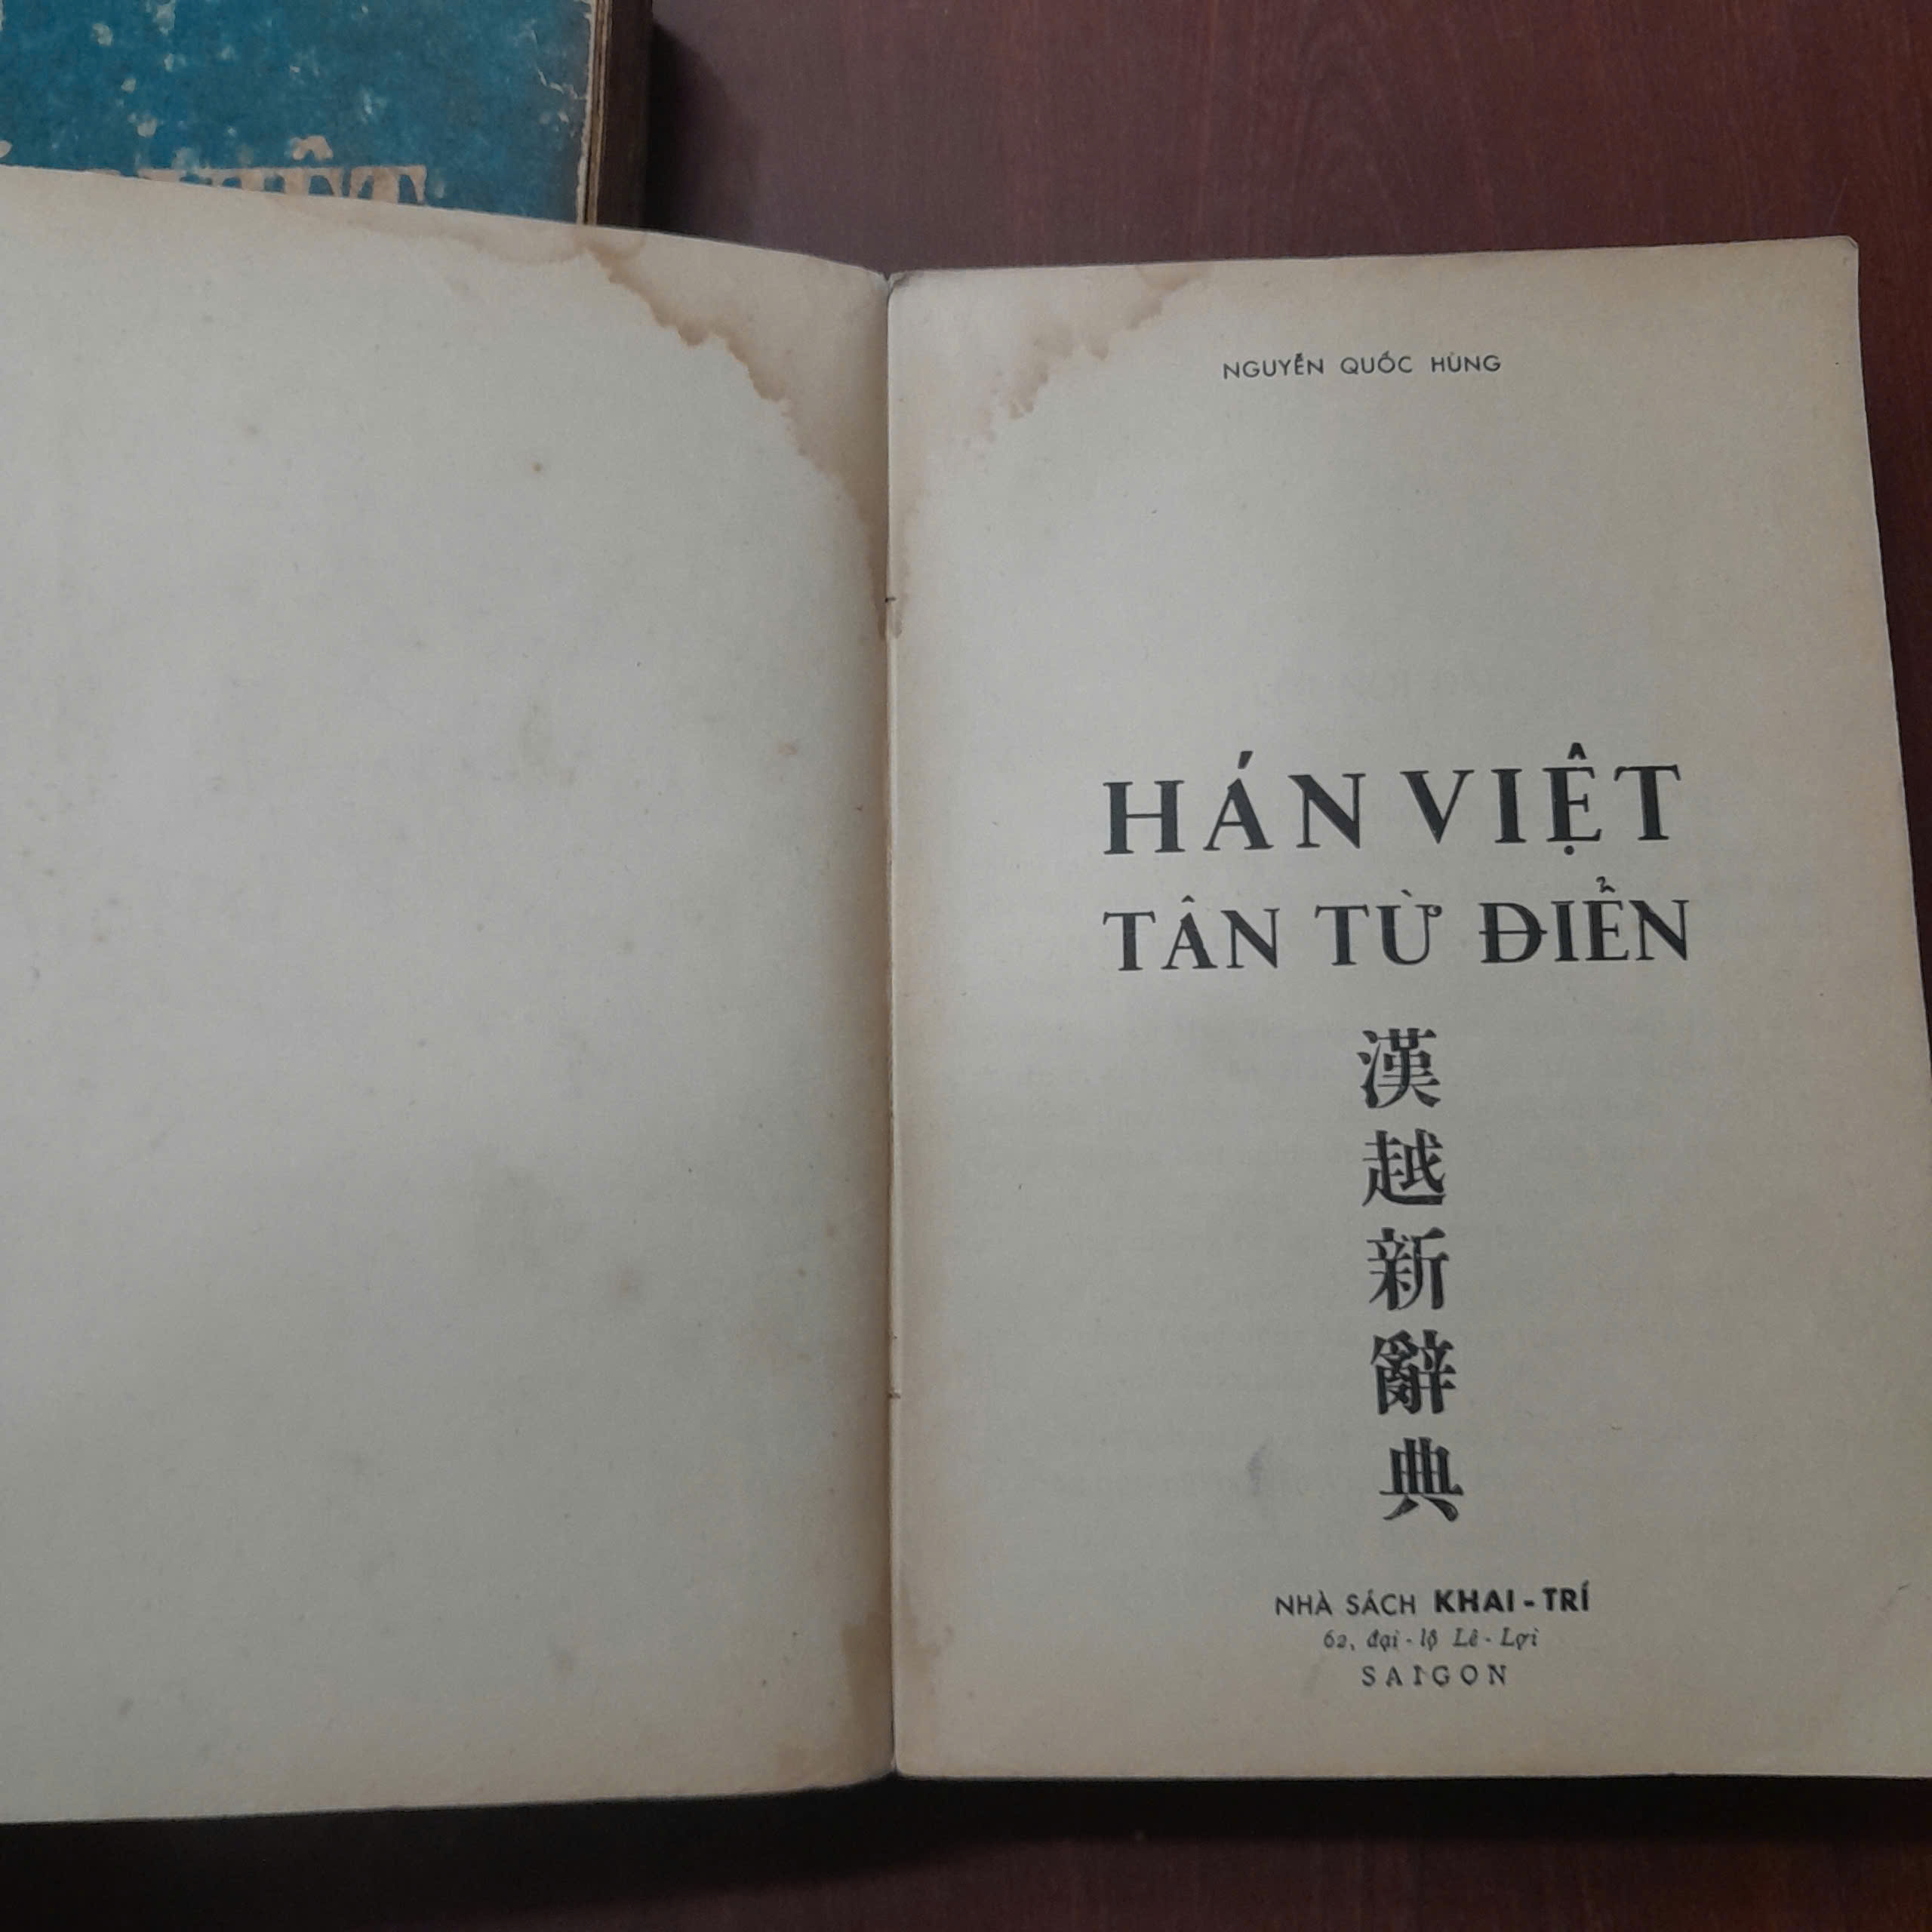 NGUYỄN QUỐC HÙNG
HÁN VIỆT
TÂN TỪ ĐIỂN
漢越新辭典
NHÀ SÁCH KHAI-TRÍ
62, đại-lộ Lê-Lợi
SAIGON